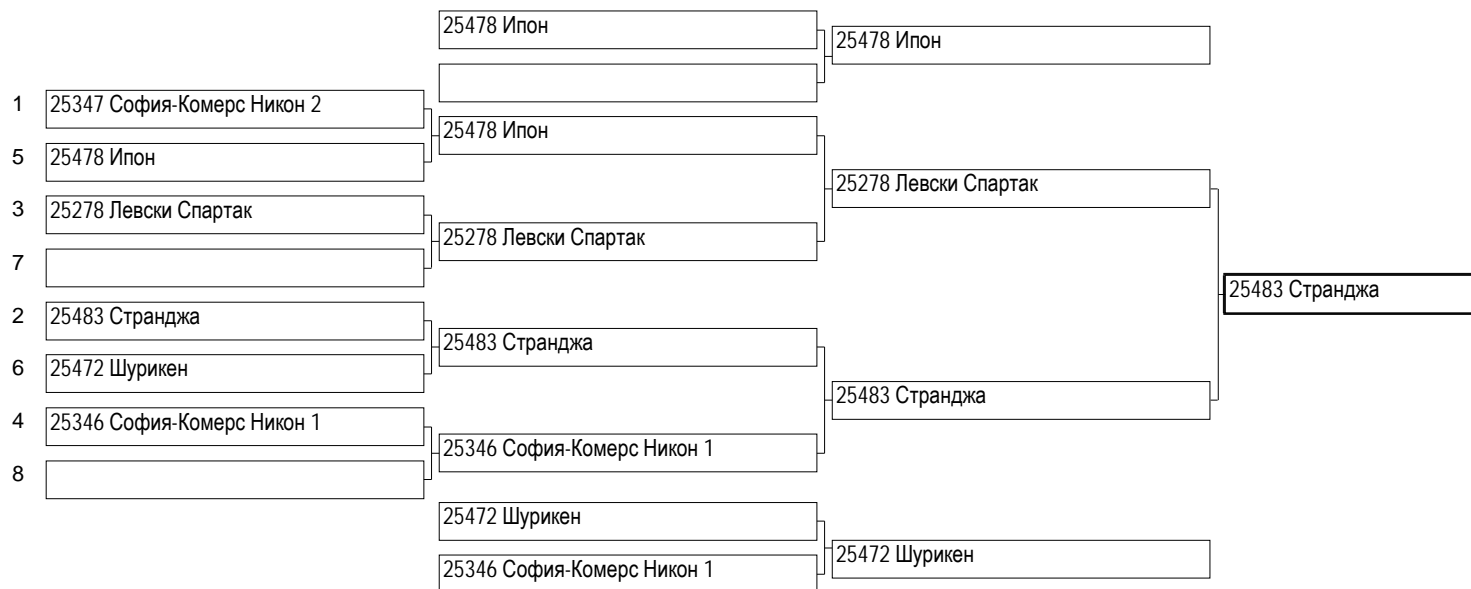 25478 Ипон
25478 Ипон
1
25347 София-Комерс Никон 2
25478 Ипон
5
25478 Ипон
3
25278 Левски Спартак
25278 Левски Спартак
25278 Левски Спартак
7
25483 Странджа
2
25483 Странджа
25483 Странджа
6
25472 Шурикен
25483 Странджа
4
25346 София-Комерс Никон 1
25346 София-Комерс Никон 1
8
25472 Шурикен
25472 Шурикен
25346 София-Комерс Никон 1